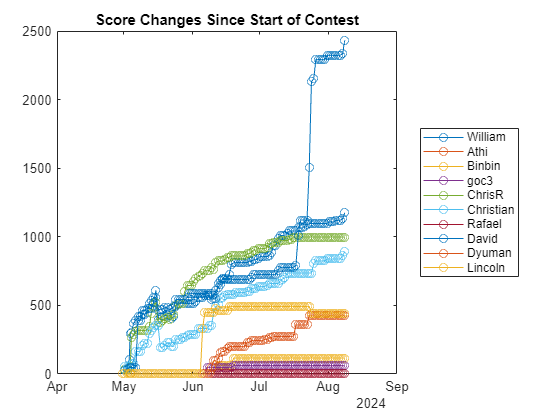 Score Changes Since Start of Contest
2500
2000
1500
1000
500
0
Apr May Jun Jul Aug Sep
2024
William
Athi
Binbin
goc3
ChrisR
Christian
Rafael
David
Dyuman
Lincoln